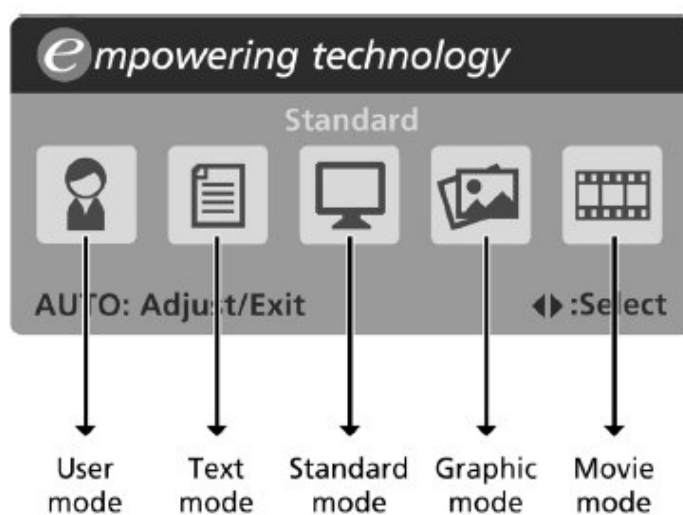 empowering technology
Standard
AUTO: Adjust/Exit ◀▶:Select
User mode
Text mode
Standard mode
Graphic mode
Movie mode